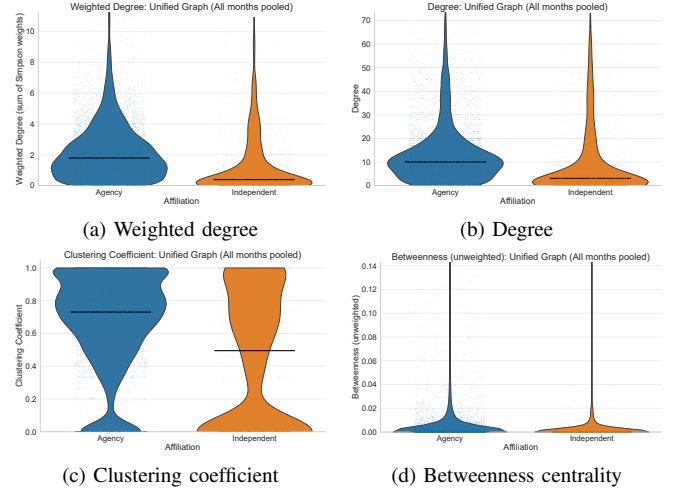 Weighted Degree: Unified Graph (All months pooled)
Weighted Degree (sum of Simpson weights)
10
8
6
4
2
0
Agency
Independent
Affiliation
(a) Weighted degree
Degree: Unified Graph (All months pooled)
Degree
70
60
50
40
30
20
10
0
Agency
Independent
Affiliation
(b) Degree
Clustering Coefficient: Unified Graph (All months pooled)
Clustering Coefficient
1.0
0.8
0.6
0.4
0.2
0.0
Agency
Independent
Affiliation
(c) Clustering coefficient
Betweenness (unweighted): Unified Graph (All months pooled)
Betweenness (unweighted)
0.14
0.12
0.10
0.08
0.06
0.04
0.02
0.00
Agency
Independent
Affiliation
(d) Betweenness centrality